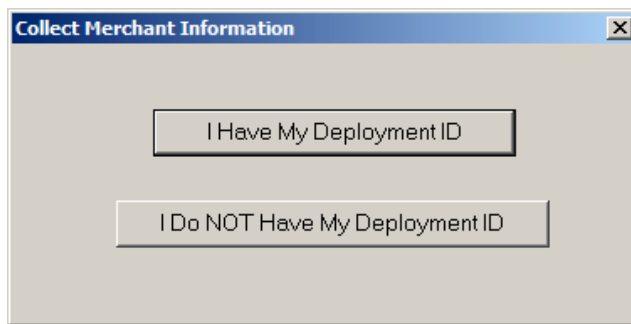 Collect Merchant Information
I Have My Deployment ID
I Do NOT Have My Deployment ID